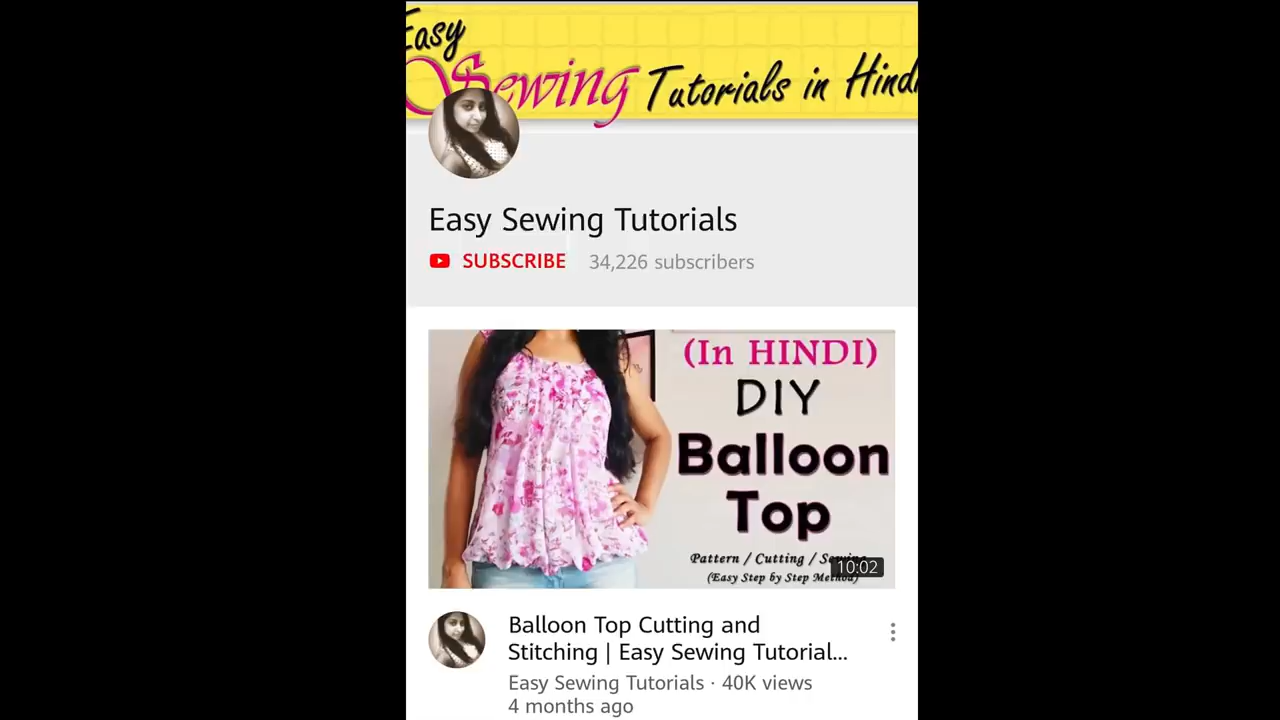 Easy
Sewing Tutorials in Hindi
Easy Sewing Tutorials
SUBSCRIBE 34,226 subscribers
(In HINDI)
DIY
Balloon
Top
Pattern / Cutting / Sewing
(Easy Step by Step Method)
10:02
Balloon Top Cutting and
Stitching | Easy Sewing Tutorial...
Easy Sewing Tutorials · 40K views
4 months ago